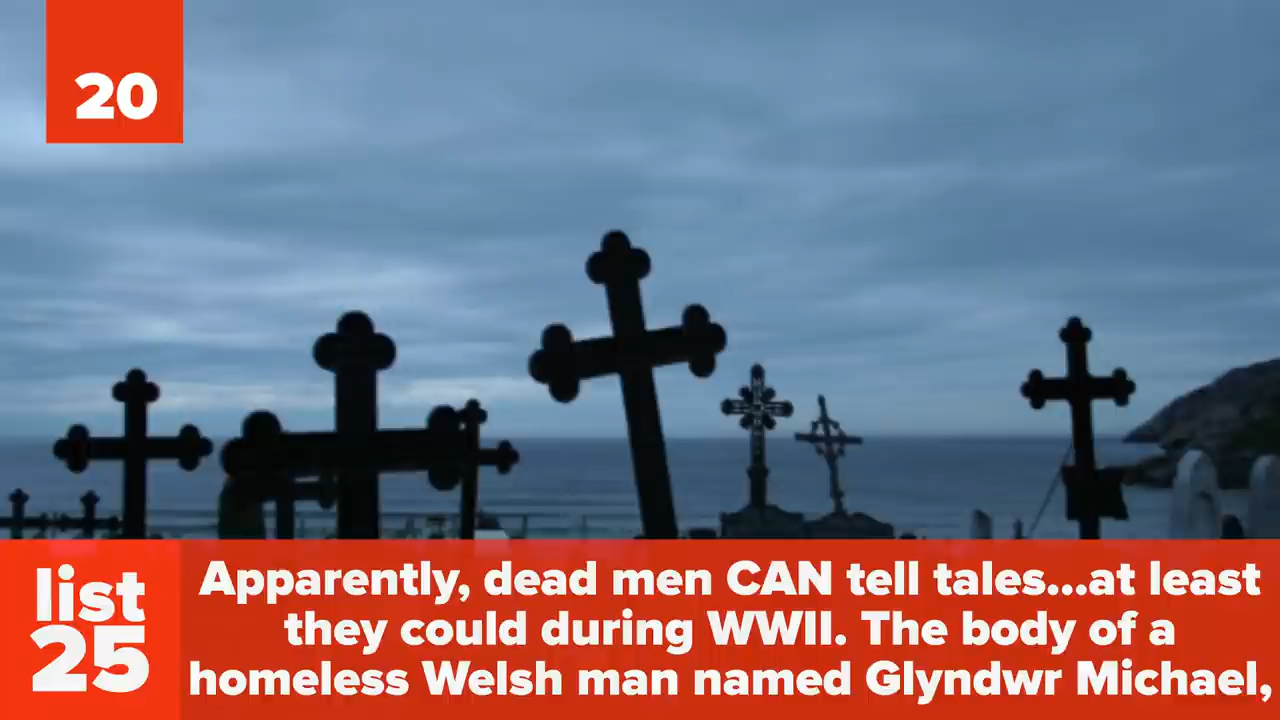 20
list
25
Apparently, dead men CAN tell tales...at least
they could during WWII. The body of a
homeless Welsh man named Glyndwr Michael,